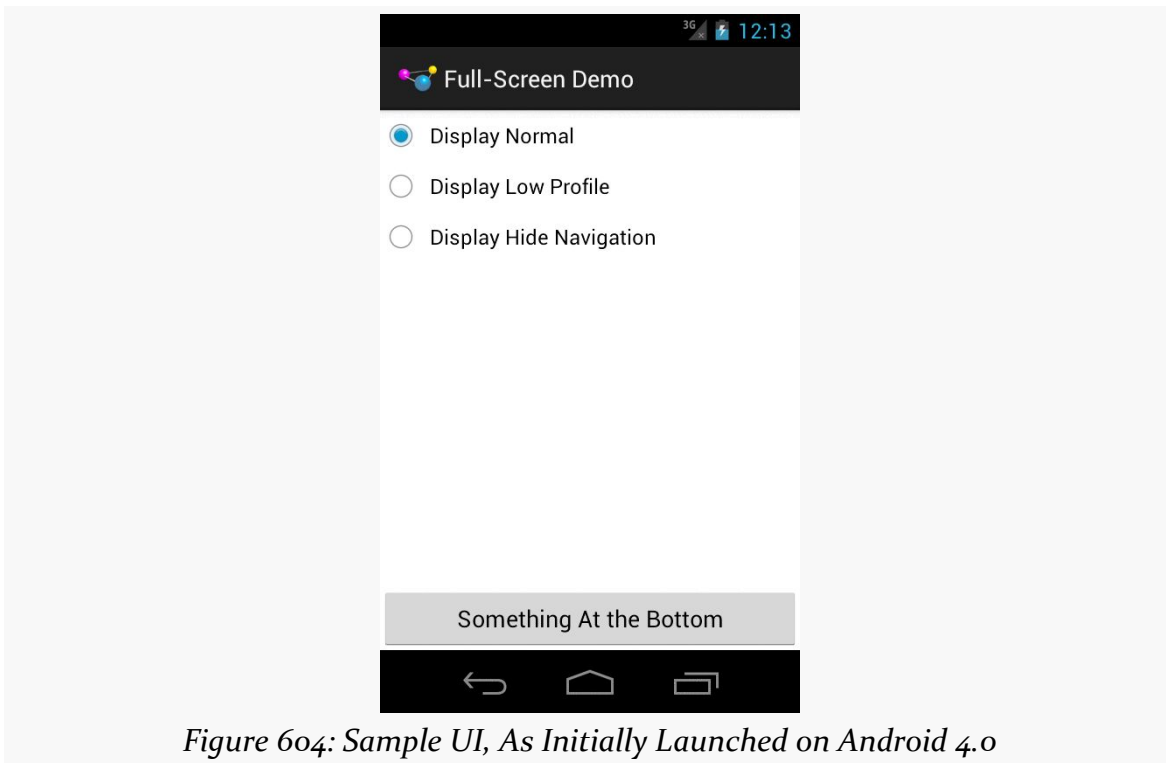 3G 12:13
Full-Screen Demo
Display Normal
Display Low Profile
Display Hide Navigation
Something At the Bottom
Figure 604: Sample UI, As Initially Launched on Android 4.0